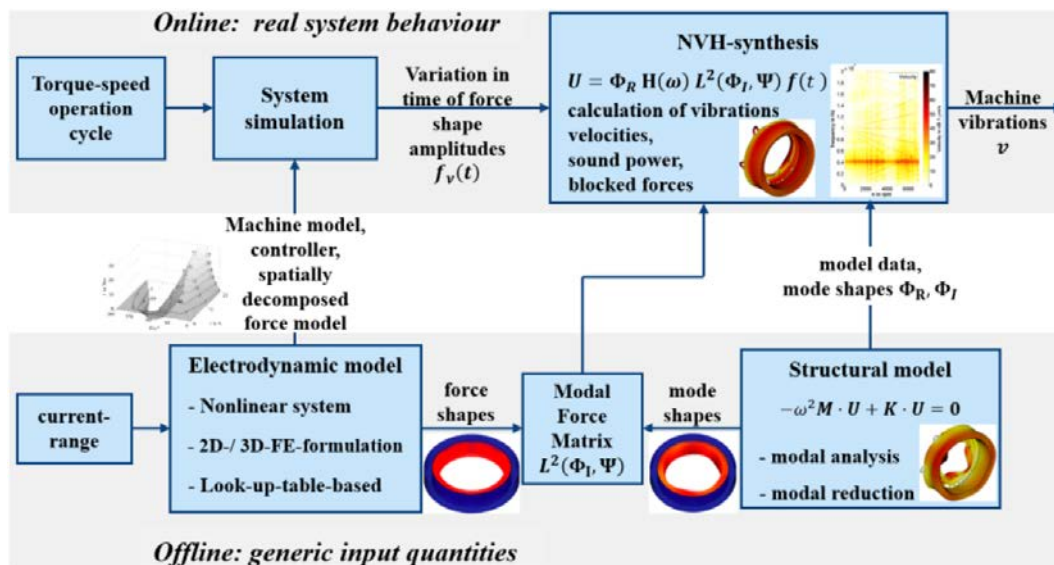 Online: real system behaviour
Torque-speed
operation
cycle
System
simulation
Variation in
time of force
shape
amplitudes
f_v(t)
NVH-synthesis
U = Φ_R H(ω) L²(Φ_I, Ψ) f(t)
calculation of vibrations
velocities,
sound power,
blocked forces
Velocity
Machine
vibrations
v
Machine model,
controller,
spatially
decomposed
force model
model data,
mode shapes Φ_R, Φ_I
current-
range
Electrodynamic model
- Nonlinear system
- 2D-/ 3D-FE-formulation
- Look-up-table-based
force
shapes
Modal
Force
Matrix
L²(Φ_I, Ψ)
mode
shapes
Structural model
−ω²M · U + K · U = 0
- modal analysis
- modal reduction
Offline: generic input quantities